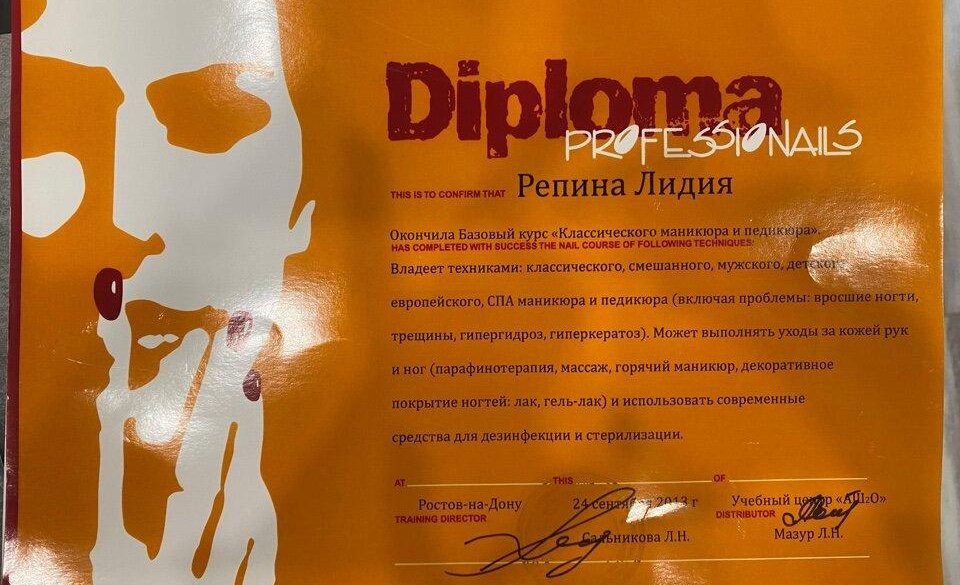 Diploma
PROFESSIONAILS
THIS IS TO CONFIRM THAT Репина Лидия
Окончила Базовый курс «Классического маникюра и педикюра».
HAS COMPLETED WITH SUCCESS THE NAIL COURSE OF FOLLOWING TECHNIQUES:
Владеет техниками: классического, смешанного, мужского, детского
европейского, СПА маникюра и педикюра (включая проблемы: вросшие ногти,
трещины, гипергидроз, гиперкератоз). Может выполнять уходы за кожей рук
и ног (парафинотерапия, массаж, горячий маникюр, декоративное
покрытие ногтей: лак, гель-лак) и использовать современные
средства для дезинфекции и стерилизации.
AT THIS OF
Ростов-на-Дону 24 сентября 2013 г Учебный центр
TRAINING DIRECTOR DISTRIBUTOR
Сальникова Л.Н. Мазур Л.Н.